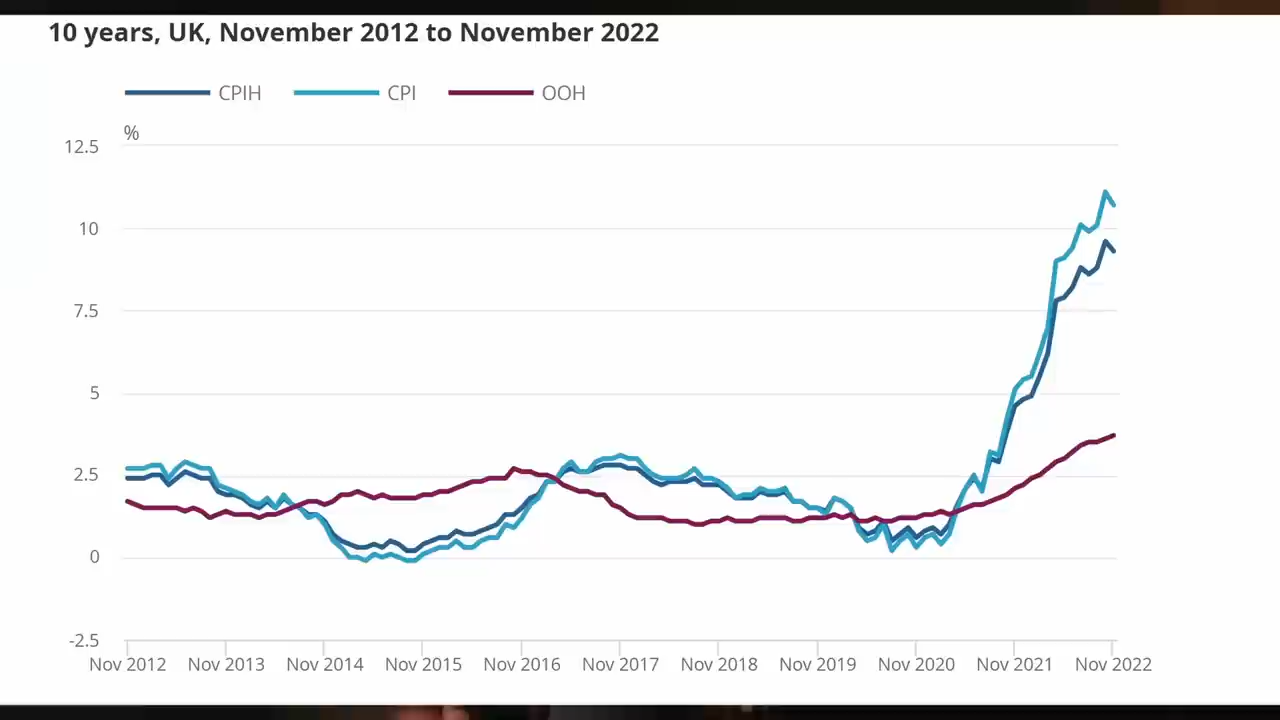 10 years, UK, November 2012 to November 2022
CPIH CPI OOH
%
12.5
10
7.5
5
2.5
0
-2.5
Nov 2012 Nov 2013 Nov 2014 Nov 2015 Nov 2016 Nov 2017 Nov 2018 Nov 2019 Nov 2020 Nov 2021 Nov 2022